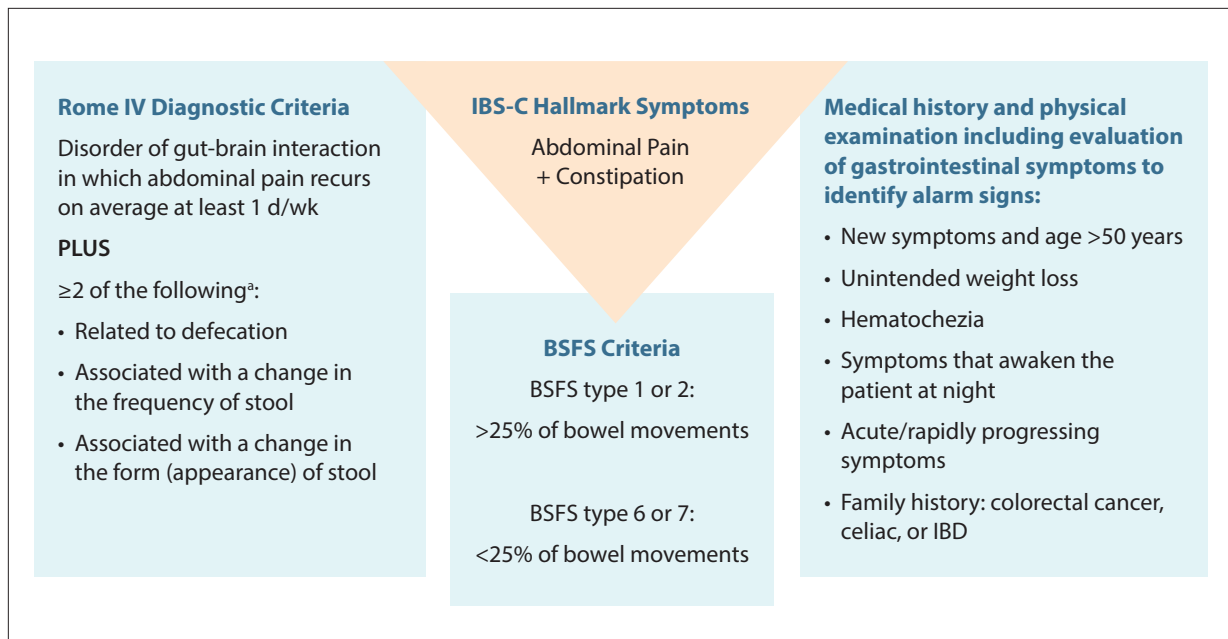 Rome IV Diagnostic Criteria
Disorder of gut-brain interaction
in which abdominal pain recurs
on average at least 1 d/wk
PLUS
≥2 of the followingᵃ:
• Related to defecation
• Associated with a change in
the frequency of stool
• Associated with a change in
the form (appearance) of stool
IBS-C Hallmark Symptoms
Abdominal Pain
+ Constipation
BSFS Criteria
BSFS type 1 or 2:
>25% of bowel movements
BSFS type 6 or 7:
<25% of bowel movements
Medical history and physical
examination including evaluation
of gastrointestinal symptoms to
identify alarm signs:
• New symptoms and age >50 years
• Unintended weight loss
• Hematochezia
• Symptoms that awaken the
patient at night
• Acute/rapidly progressing
symptoms
• Family history: colorectal cancer,
celiac, or IBD